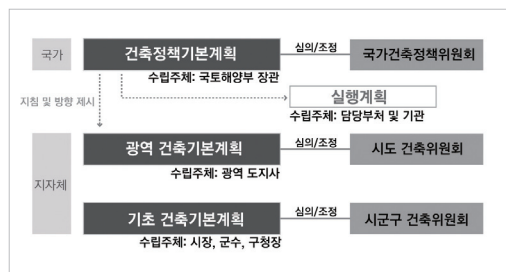 국가
건축정책기본계획
심의/조정
국가건축정책위원회
수립주체: 국토해양부 장관
지침 및 방향 제시
실행계획
수립주체: 담당부처 및 기관
지자체
광역 건축기본계획
심의/조정
시도 건축위원회
수립주체: 광역 도지사
기초 건축기본계획
심의/조정
시군구 건축위원회
수립주체: 시장, 군수, 구청장